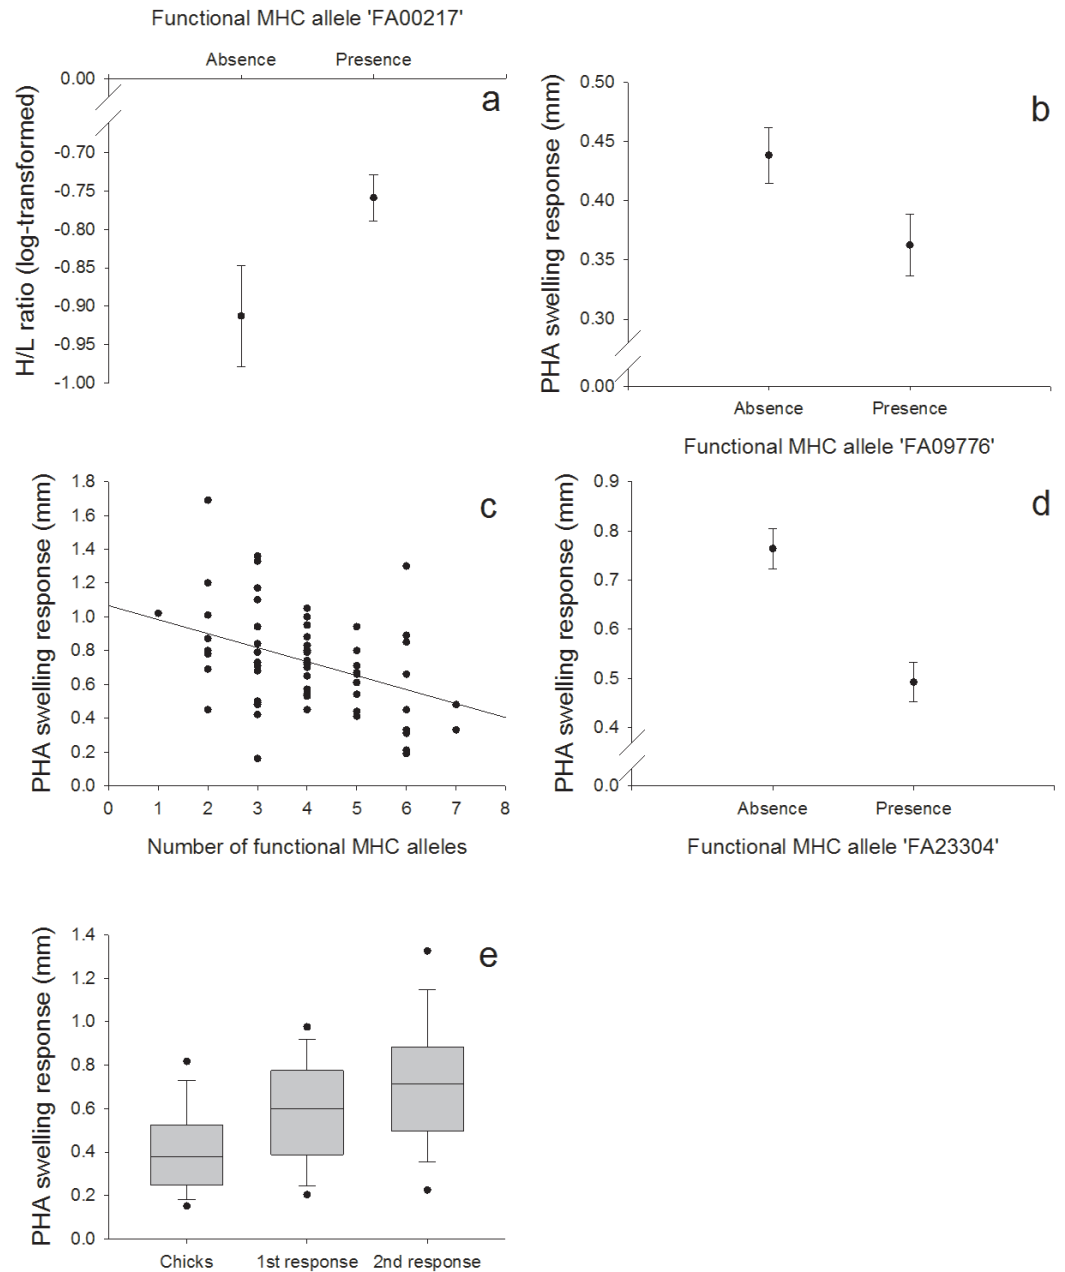 Functional MHC allele 'FA00217'
Absence Presence
0.00
-0.70
-0.75
-0.80
-0.85
-0.90
-0.95
-1.00
H/L ratio (log-transformed)
a
0.50
0.45
0.40
0.35
0.30
0.00
PHA swelling response (mm)
b
Absence Presence
Functional MHC allele 'FA09776'
1.8
1.6
1.4
1.2
1.0
0.8
0.6
0.4
0.2
0.0
PHA swelling response (mm)
c
0 1 2 3 4 5 6 7 8
Number of functional MHC alleles
0.9
0.8
0.7
0.6
0.5
0.4
0.0
PHA swelling response (mm)
d
Absence Presence
Functional MHC allele 'FA23304'
1.4
1.2
1.0
0.8
0.6
0.4
0.2
0.0
PHA swelling response (mm)
e
Chicks 1st response 2nd response